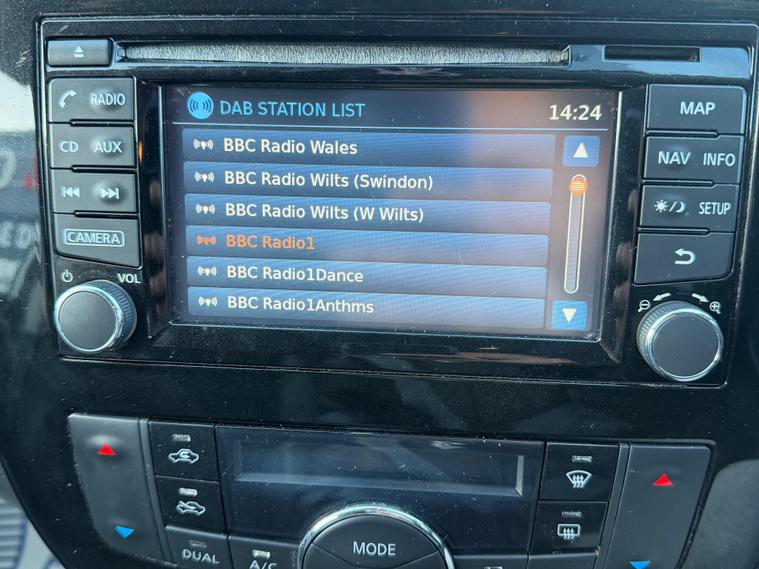 RADIO
CD AUX
CAMERA
VOL
DAB STATION LIST 14:24
BBC Radio Wales
BBC Radio Wilts (Swindon)
BBC Radio Wilts (W Wilts)
BBC Radio1
BBC Radio1Dance
BBC Radio1Anthms
MAP
NAV INFO
SETUP
DUAL
A/C
MODE